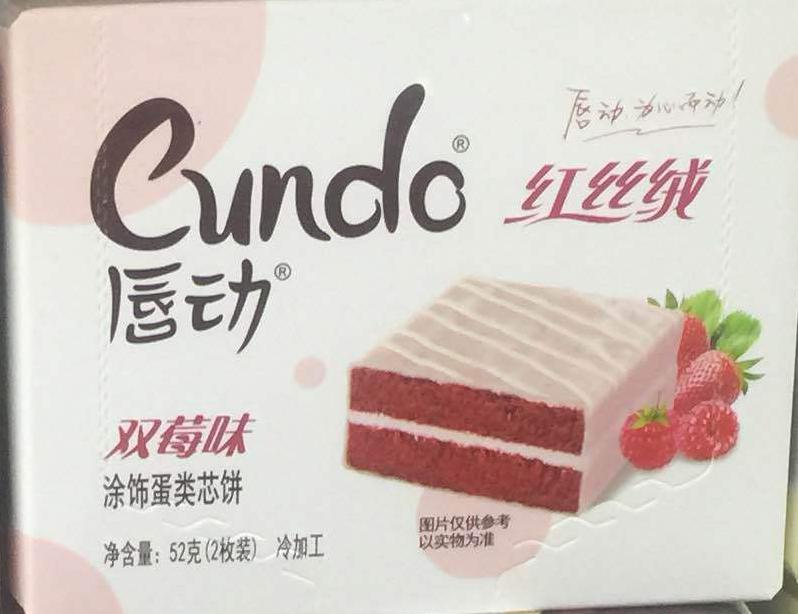 唇动,为心而动!
Cundo®
红丝绒
唇动®
双莓味
涂饰蛋类芯饼
图片仅供参考
以实物为准
净含量：52克(2枚装) 冷加工